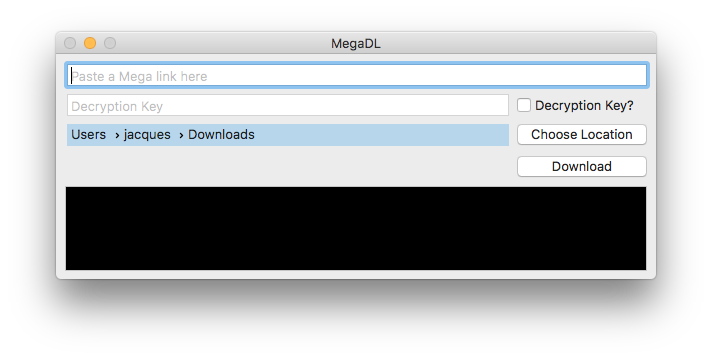 MegaDL
Paste a Mega link here
Decryption Key
Decryption Key?
Users › jacques › Downloads
Choose Location
Download